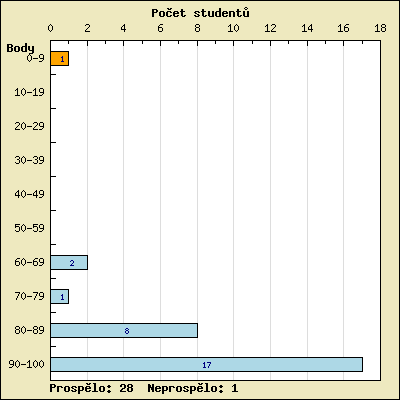 Počet studentů
0 2 4 6 8 10 12 14 16 18
Body
0-9 1
10-19
20-29
30-39
40-49
50-59
60-69 2
70-79 1
80-89 8
90-100 17
Prospělo: 28 Neprospělo: 1